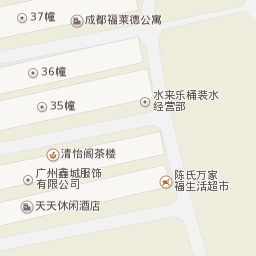 37幢
成都福莱德公寓
36幢
水来乐桶装水
经营部
35幢
清怡阁茶楼
广州鑫城服饰
有限公司
陈氏万家
福生活超市
天天休闲酒店